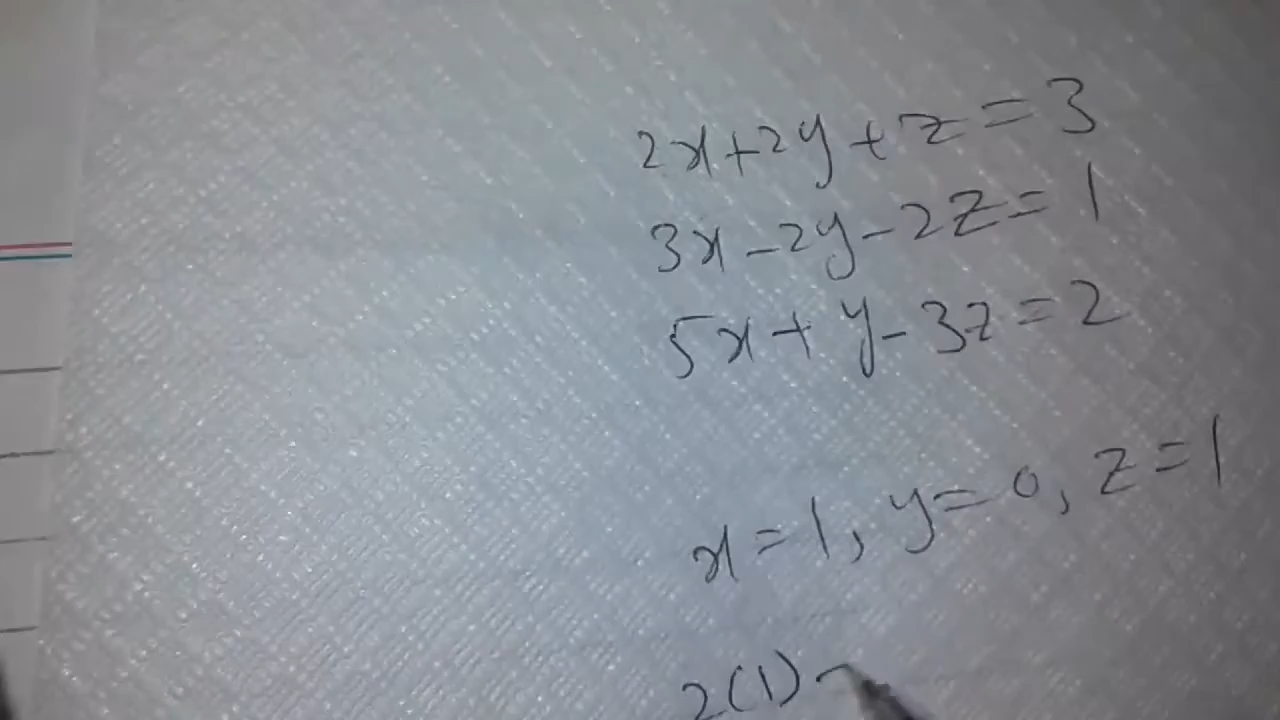 2x+2y+z=3
3x-2y-2z=1
5x+y-3z=2
x=1, y=0, z=1
2(1)-